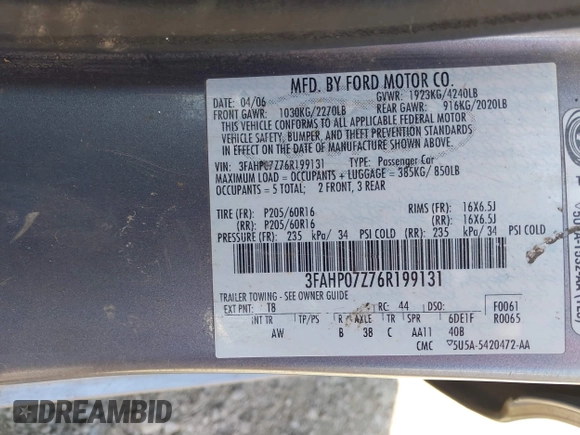 MFD. BY FORD MOTOR CO.
04/06 GVWR: 1923KG/4240LB
FRONT GAWR: 1030KG/2270LB REAR GAWR: 916KG/2020LB
THIS VEHICLE CONFORMS TO ALL APPLICABLE FEDERAL MOTOR
VEHICLE SAFETY, BUMPER, AND THEFT PREVENTION STANDARDS
IN EFFECT ON THE DATE OF MANUFACTURE SHOWN ABOVE.
VIN: TYPE: Passenger Car
MAXIMUM LOAD = OCCUPANTS + LUGGAGE = 385KG/ 850LB
OCCUPANTS = 5 TOTAL; 2 FRONT, 3 REAR
TIRE (FR): P205/60R16 RIMS (FR): 16X6.5J
(RR): P205/60R16 (RR): 16X6.5J
PRESSURE (FR): 235 kPa/ 34 PSI COLD (RR): 235 kPa/ 34 PSI COLD
3FAHP07Z76R199131
TRAILER TOWING - SEE OWNER GUIDE
EXT PNT: T8 RC: 44 DSO: F0061
INT TR TP/PS R AXLE TR SPR 6DE1F R0065
AW B 38 C AA11 40B
CMC 5U5A-5420472-AA
DREAMBID